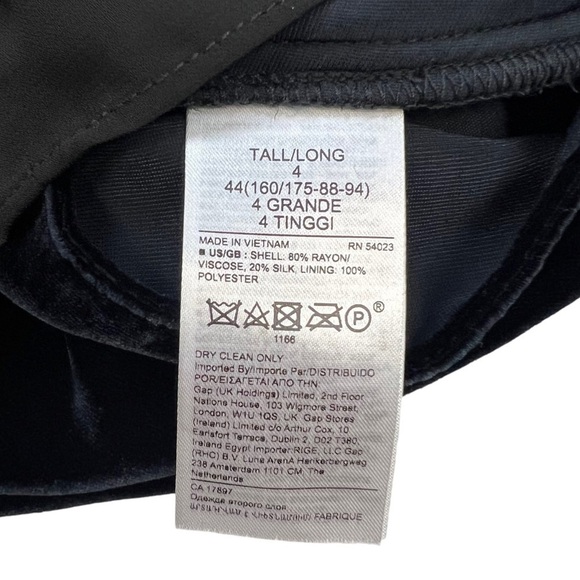 TALL/LONG
4
44(160/175-88-94)
4 GRANDE
4 TINGGI
MADE IN VIETNAM RN 54023
■ US/GB : SHELL: 80% RAYON/
VISCOSE, 20% SILK, LINING: 100%
POLYESTER
P ®
1166
DRY CLEAN ONLY
Imported By/Importe Par/DISTRIBUIDO
POR/ΕΙΣΑΓΕΤΑΙ ΑΠΟ ΤΗΝ:
Gap (UK Holdings) Limited, 2nd Floor
Nations House, 103 Wigmore Street,
London, W1U 1QS, UK Gap Stores
(Ireland) Limited c/o Arthur Cox, 10
Earlsfort Terrace, Dublin 2, D02 T380,
Ireland Egypt Importer:RIGE, LLC Gap
(RHC) B.V. Luna ArenA Herikerbergweg
238 Amsterdam 1101 CM, The
Netherlands
CA 17897
Одежда второго слоя
FABRIQUE